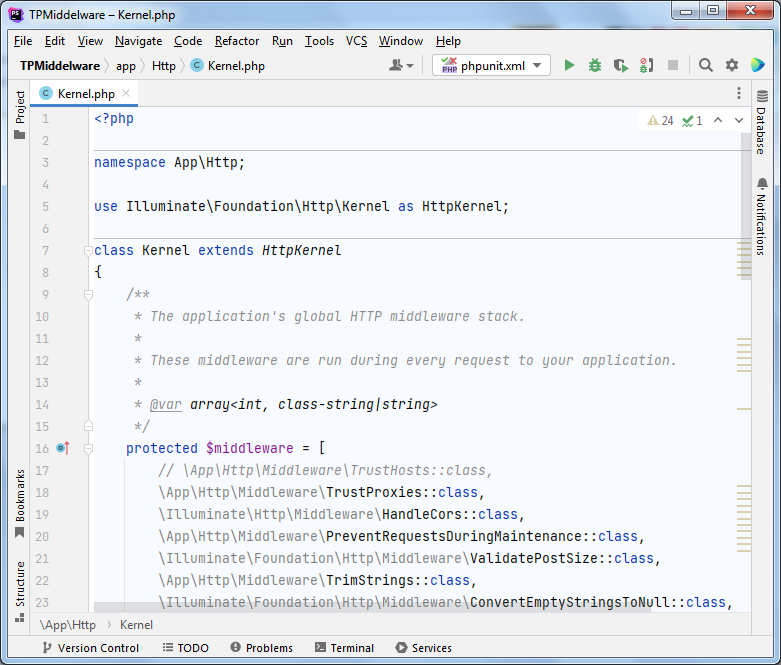 TPMiddelware – Kernel.php
File Edit View Navigate Code Refactor Run Tools VCS Window Help
TPMiddelware app Http C Kernel.php PHP phpunit.xml
Project
C Kernel.php
24 1
Database
Notifications
1 <?php
2
3 namespace App\Http;
4
5 use Illuminate\Foundation\Http\Kernel as HttpKernel;
6
7 class Kernel extends HttpKernel
8 {
9 /**
10 * The application's global HTTP middleware stack.
11 *
12 * These middleware are run during every request to your application.
13 *
14 * @var array<int, class-string|string>
15 */
16 protected $middleware = [
17 // \App\Http\Middleware\TrustHosts::class,
18 \App\Http\Middleware\TrustProxies::class,
19 \Illuminate\Http\Middleware\HandleCors::class,
20 \App\Http\Middleware\PreventRequestsDuringMaintenance::class,
21 \Illuminate\Foundation\Http\Middleware\ValidatePostSize::class,
22 \App\Http\Middleware\TrimStrings::class,
23 \Illuminate\Foundation\Http\Middleware\ConvertEmptyStringsToNull::class,
Bookmarks
Structure
\App\Http Kernel
Version Control TODO Problems Terminal Services